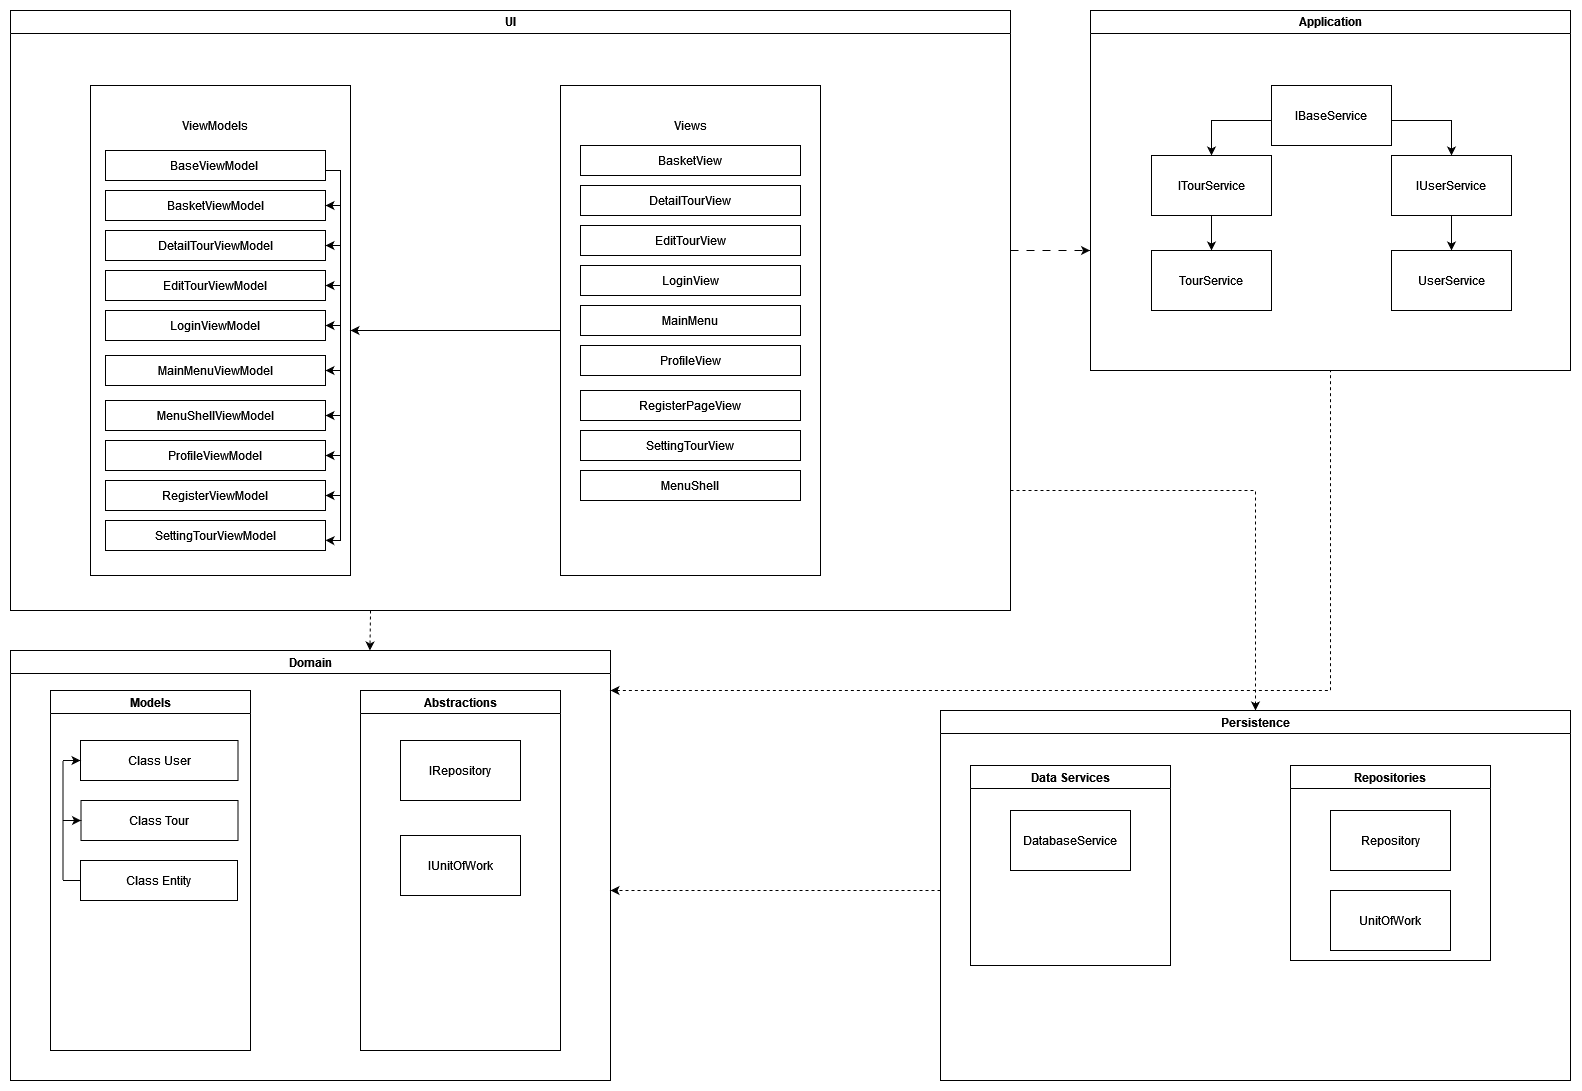 UI
ViewModels
BaseViewModel
BasketViewModel
DetailTourViewModel
EditTourViewModel
LoginViewModel
MainMenuViewModel
MenuShellViewModel
ProfileViewModel
RegisterViewModel
SettingTourViewModel
Views
BasketView
DetailTourView
EditTourView
LoginView
MainMenu
ProfileView
RegisterPageView
SettingTourView
MenuShell
Application
IBaseService
ITourService
IUserService
TourService
UserService
Domain
Models
Class User
Class Tour
Class Entity
Abstractions
IRepository
IUnitOfWork
Persistence
Data Services
DatabaseService
Repositories
Repository
UnitOfWork